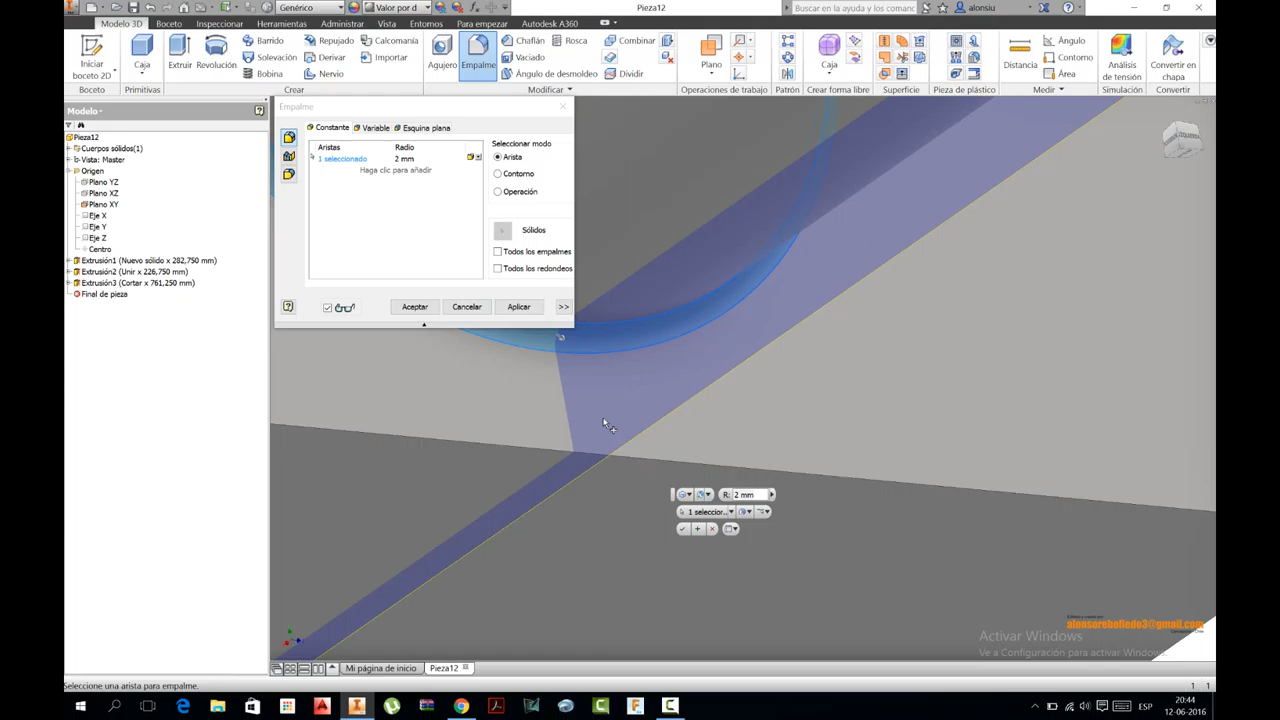 Genérico
Valor por d
Pieza12
Buscar en la ayuda y los comand
alonsiu
Modelo 3D
Boceto
Inspeccionar
Herramientas
Administrar
Vista
Entornos
Para empezar
Autodesk A360
Iniciar
boceto 2D
Caja
Extruir
Revolución
Barrido
Solevación
Bobina
Repujado
Derivar
Nervio
Calcomanía
Importar
Agujero
Empalme
Chaflán
Vaciado
Ángulo de desmoldeo
Rosca
Combinar
Dividir
Plano
Caja
Distancia
Ángulo
Contorno
Área
Análisis
de tensión
Convertir en
chapa
Boceto
Primitivas
Crear
Modificar
Operaciones de trabajo
Patrón
Crear forma libre
Superficie
Pieza de plástico
Medir
Simulación
Convertir
Modelo
Pieza12
Cuerpos sólidos(1)
Vista: Master
Origen
Plano YZ
Plano XZ
Plano XY
Eje X
Eje Y
Eje Z
Centro
Extrusión1 (Nuevo sólido x 282,750 mm)
Extrusión2 (Unir x 226,750 mm)
Extrusión3 (Cortar x 761,250 mm)
Final de pieza
Empalme
Constante
Variable
Esquina plana
Aristas
Radio
1 seleccionado
2 mm
Haga clic para añadir
Seleccionar modo
Arista
Contorno
Operación
Sólidos
Todos los empalmes
Todos los redondeos
Aceptar
Cancelar
Aplicar
>>
IZQUIERDA
R: 2 mm
1 seleccior..
alonsorebolledo3@gmail.com
Activar Windows
Ve a Configuración para activar Windows.
Mi página de inicio
Pieza12
Seleccione una arista para empalme.
1 1
ESP
20:44
12-06-2016